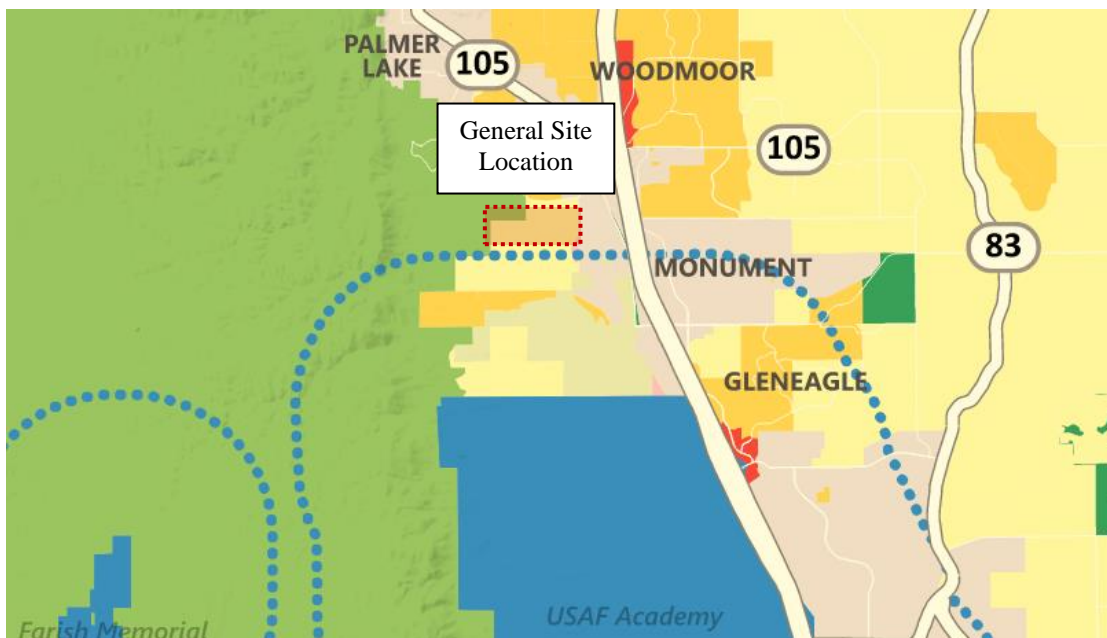 PALMER
LAKE
105
WOODMOOR
General Site
Location
105
83
MONUMENT
GLENEAGLE
USAF Academy
Farish Memorial